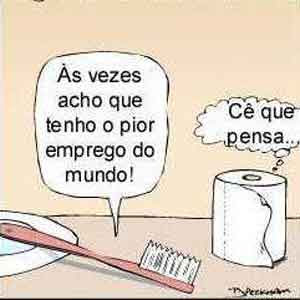 Às vezes
acho que
tenho o pior
emprego do
mundo!
Cê que
pensa...